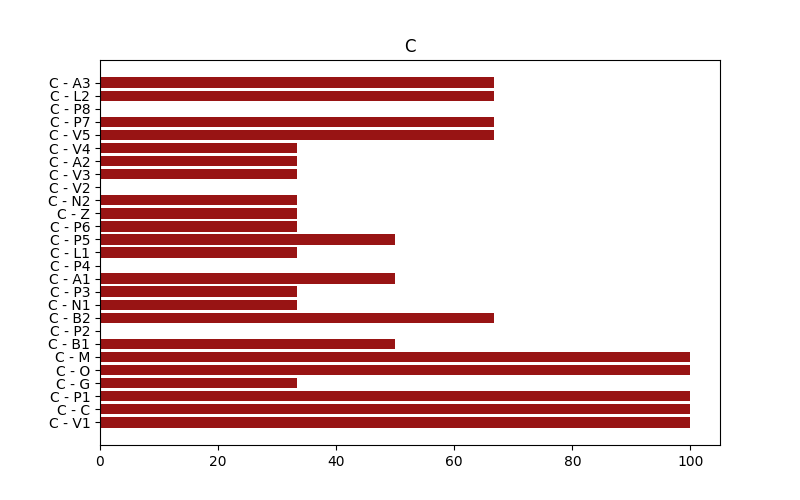 C
C - A3
C - L2
C - P8
C - P7
C - V5
C - V4
C - A2
C - V3
C - V2
C - N2
C - Z
C - P6
C - P5
C - L1
C - P4
C - A1
C - P3
C - N1
C - B2
C - P2
C - B1
C - M
C - O
C - G
C - P1
C - C
C - V1
0 20 40 60 80 100